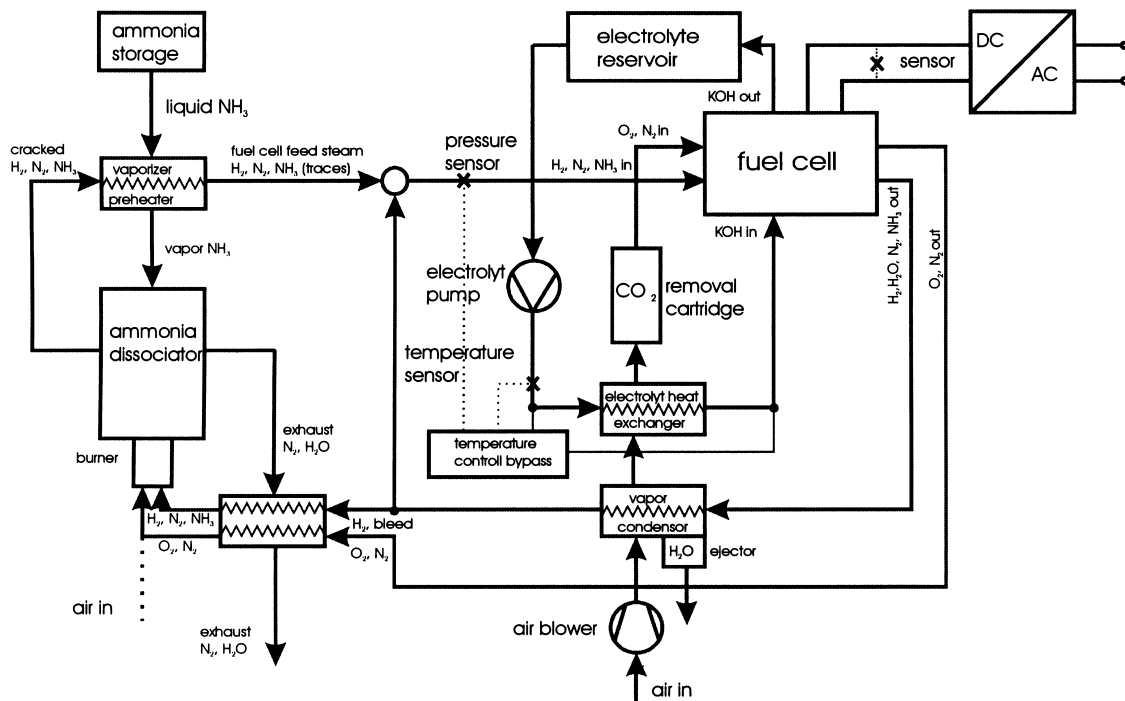 ammonia
storage
liquid NH₃
cracked
H₂, N₂, NH₃
vaporizer
preheater
fuel cell feed steam
H₂, N₂, NH₃ (traces)
vapor NH₃
ammonia
dissociator
burner
exhaust
N₂, H₂O
H₂, N₂, NH₃
O₂, N₂
air in
exhaust
N₂, H₂O
H₂, bleed
O₂, N₂
electrolyte
reservoir
KOH out
pressure
sensor
H₂, N₂, NH₃ in
O₂, N₂ in
fuel cell
KOH in
DC
AC
sensor
electrolyt
pump
CO₂
removal
cartridge
temperature
sensor
electrolyt heat
exchanger
temperature
controll bypass
vapor
condensor
H₂O
ejector
air blower
air in
H₂,H₂O, N₂, NH₃ out
O₂, N₂ out